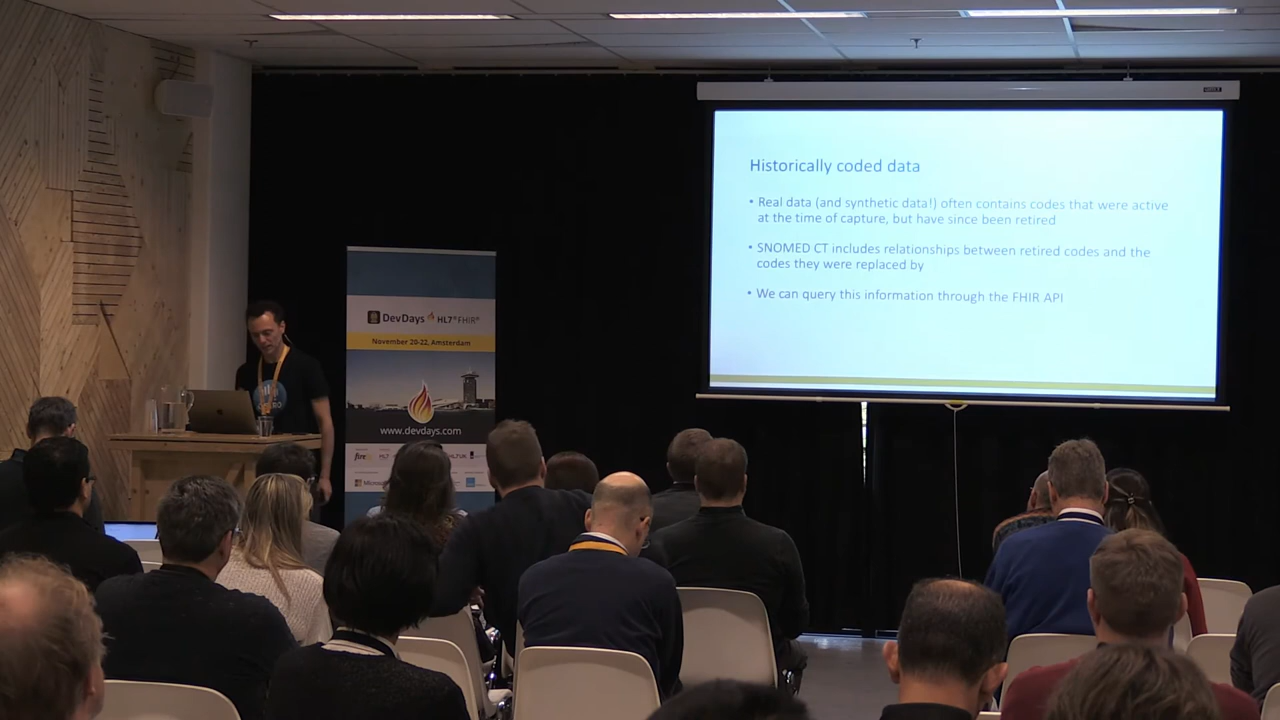 Historically coded data
• Real data (and synthetic data!) often contains codes that were active
at the time of capture, but have since been retired
• SNOMED CT includes relationships between retired codes and the
codes they were replaced by
• We can query this information through the FHIR API
DevDays HL7® FHIR®
November 20-22, Amsterdam
www.devdays.com